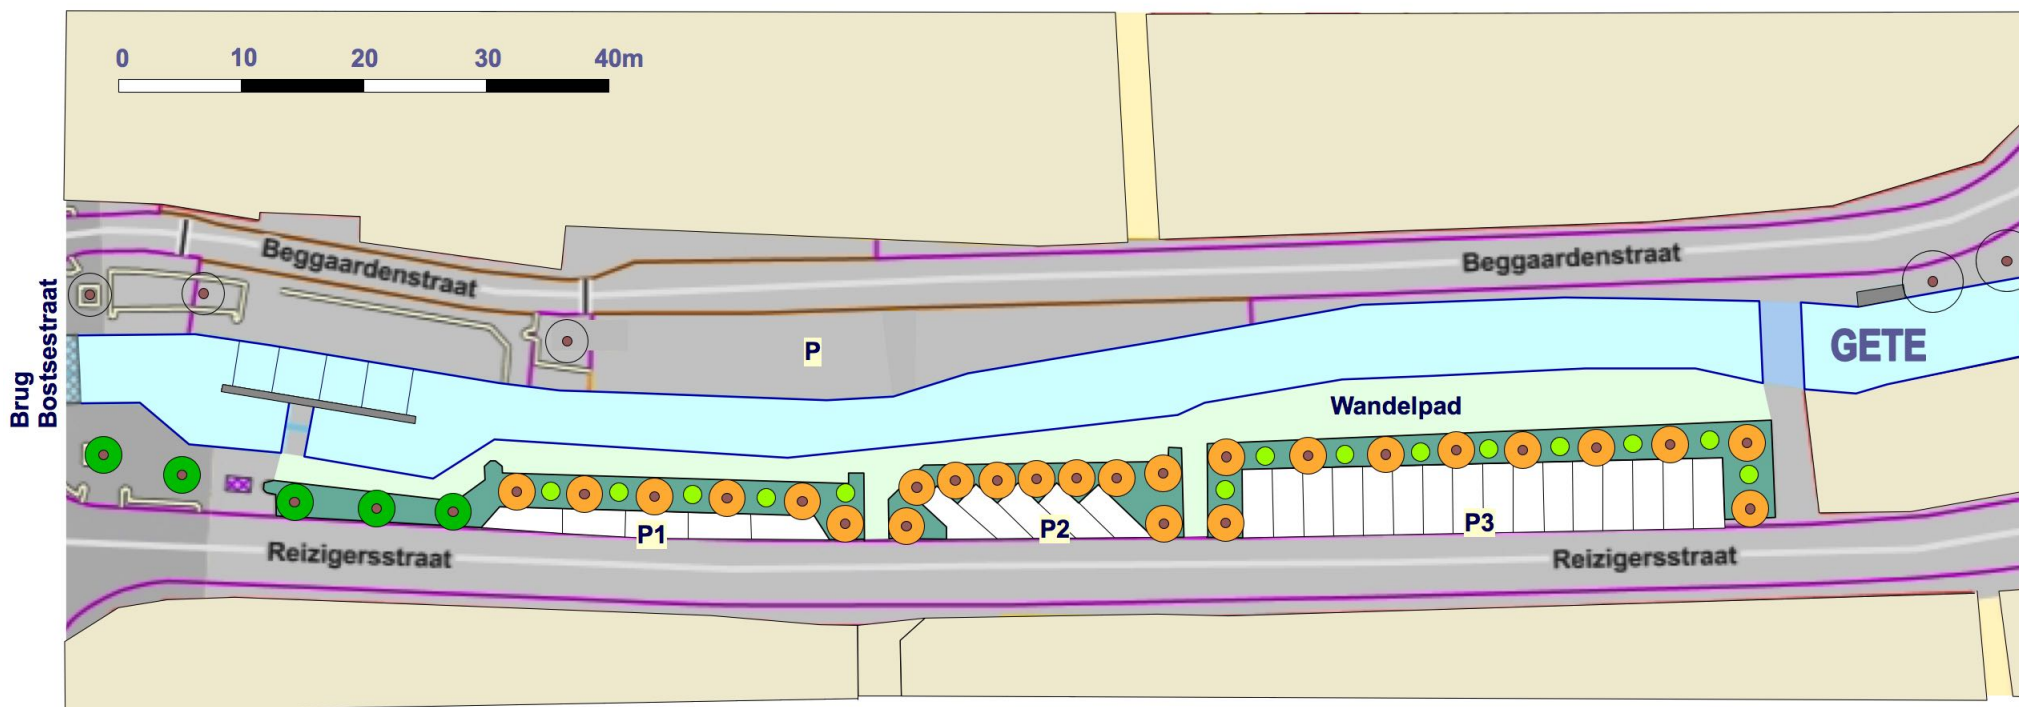 0 10 20 30 40m
Beggaardenstraat
Beggaardenstraat
Brug
Bostsestraat
P
GETE
Wandelpad
P1
P2
P3
Reizigersstraat
Reizigersstraat